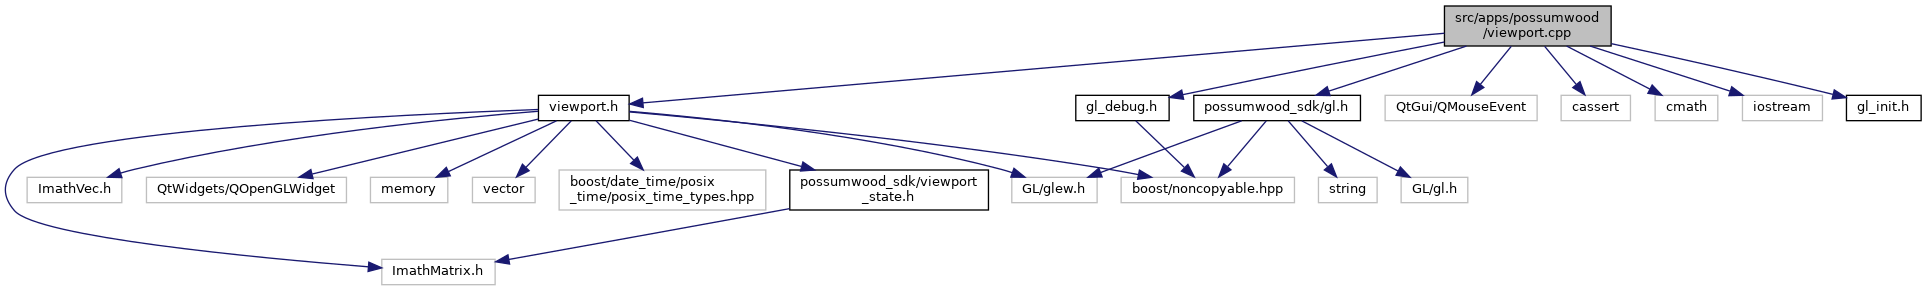 src/apps/possumwood
/viewport.cpp
viewport.h
gl_debug.h
possumwood_sdk/gl.h
QtGui/QMouseEvent
cassert
cmath
iostream
gl_init.h
ImathVec.h
QtWidgets/QOpenGLWidget
memory
vector
boost/date_time/posix
_time/posix_time_types.hpp
possumwood_sdk/viewport
_state.h
GL/glew.h
boost/noncopyable.hpp
string
GL/gl.h
ImathMatrix.h